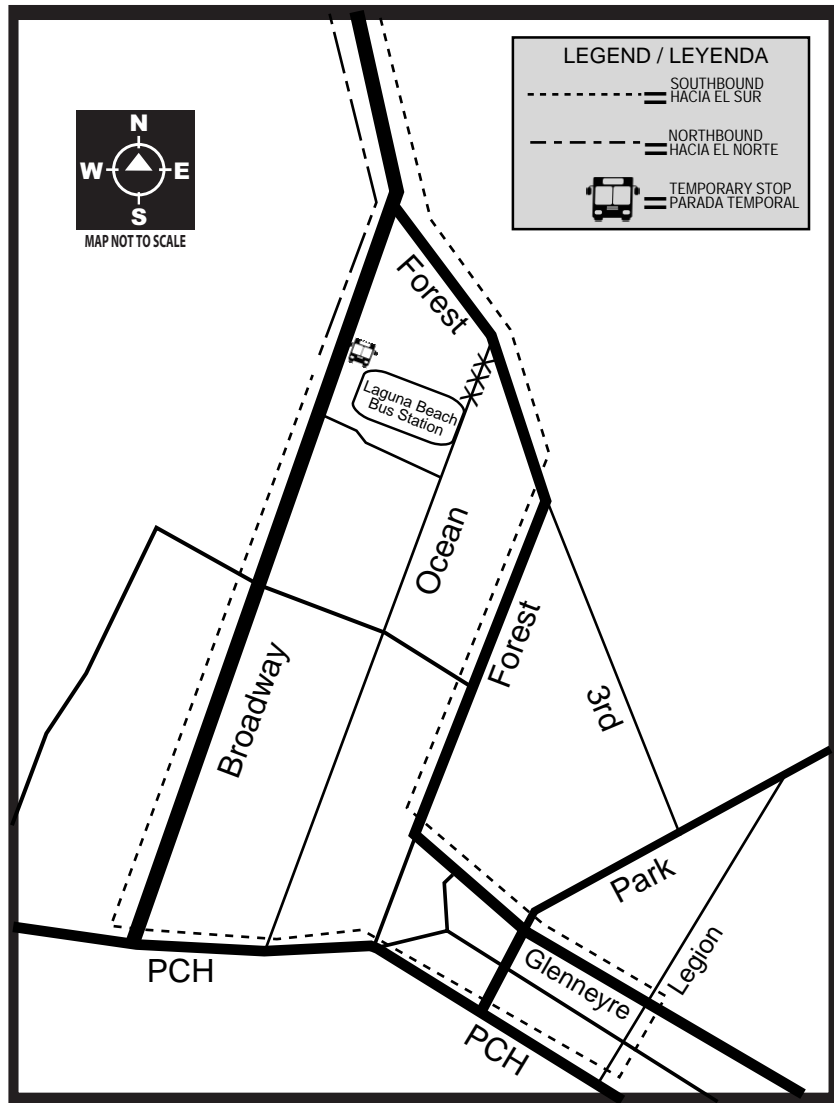 LEGEND / LEYENDA
SOUTHBOUND
HACIA EL SUR
NORTHBOUND
HACIA EL NORTE
TEMPORARY STOP
PARADA TEMPORAL
N
W E
S
MAP NOT TO SCALE
Forest
Laguna Beach
Bus Station
Ocean
Forest
Broadway
3rd
Park
Legion
Glenneyre
PCH
PCH